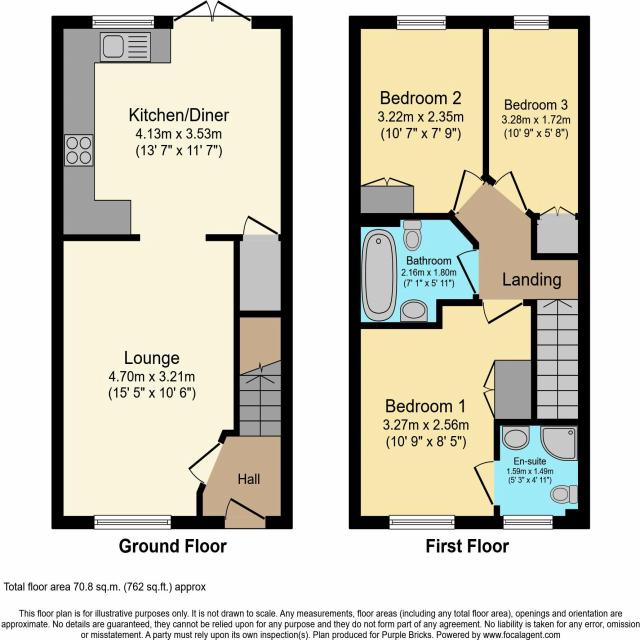 Kitchen/Diner
4.13m x 3.53m
(13' 7" x 11' 7")
Lounge
4.70m x 3.21m
(15' 5" x 10' 6")
Hall
Ground Floor
Bedroom 2
3.22m x 2.35m
(10' 7" x 7' 9")
Bedroom 3
3.28m x 1.72m
(10' 9" x 5' 8")
Bathroom
2.16m x 1.80m
(7' 1" x 5' 11")
Landing
Bedroom 1
3.27m x 2.56m
(10' 9" x 8' 5")
En-suite
1.59m x 1.49m
(5' 3" x 4' 11")
First Floor
Total floor area 70.8 sq.m. (762 sq.ft.) approx
This floor plan is for illustrative purposes only. It is not drawn to scale. Any measurements, floor areas (including any total floor area), openings and orientation are
approximate. No details are guaranteed, they cannot be relied upon for any purpose and they do not form part of any agreement. No liability is taken for any error, omission
or misstatement. A party must rely upon its own inspection(s). Plan produced for Purple Bricks. Powered by www.focalagent.com